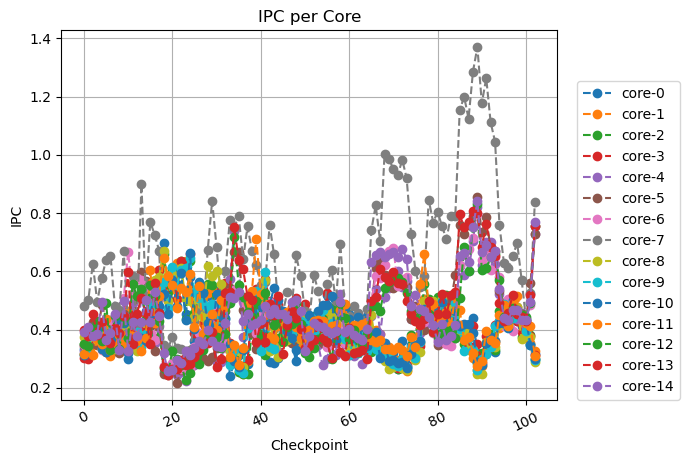 IPC per Core
IPC
1.4
1.2
1.0
0.8
0.6
0.4
0.2
0
20
40
60
80
100
Checkpoint
core-0
core-1
core-2
core-3
core-4
core-5
core-6
core-7
core-8
core-9
core-10
core-11
core-12
core-13
core-14